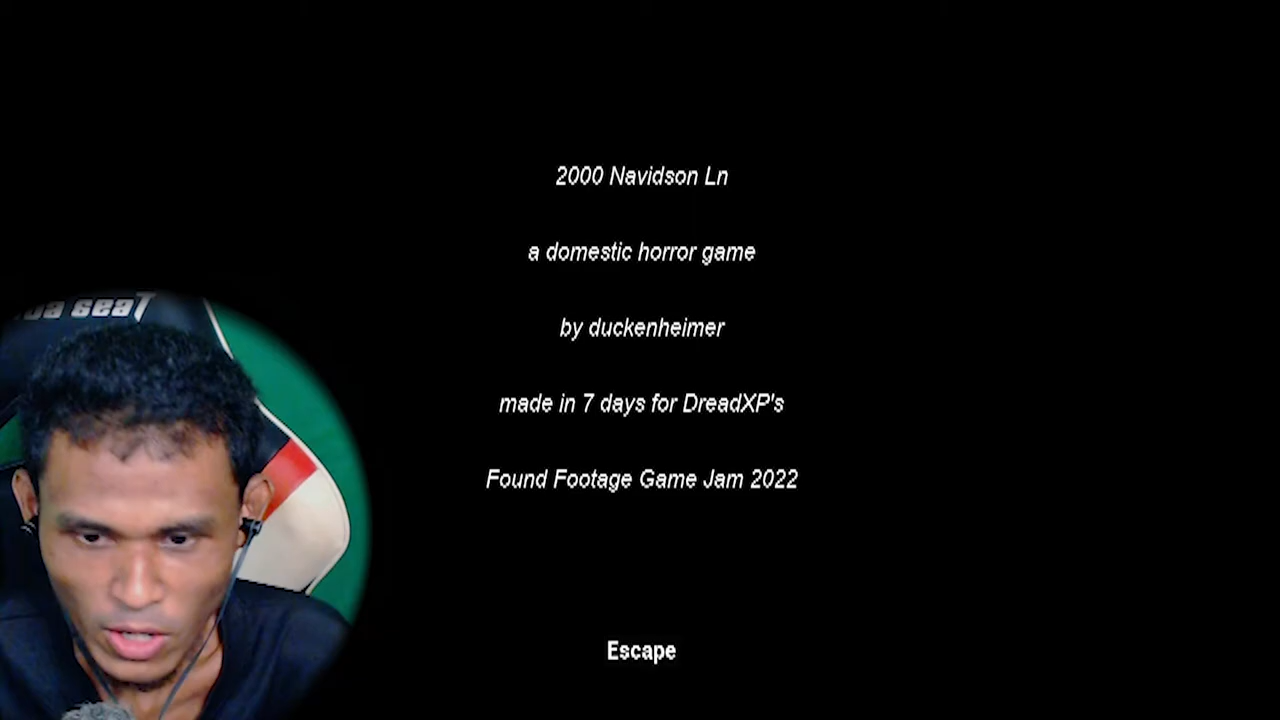 2000 Navidson Ln
a domestic horror game
by duckenheimer
made in 7 days for DreadXP's
Found Footage Game Jam 2022
seaT
Escape